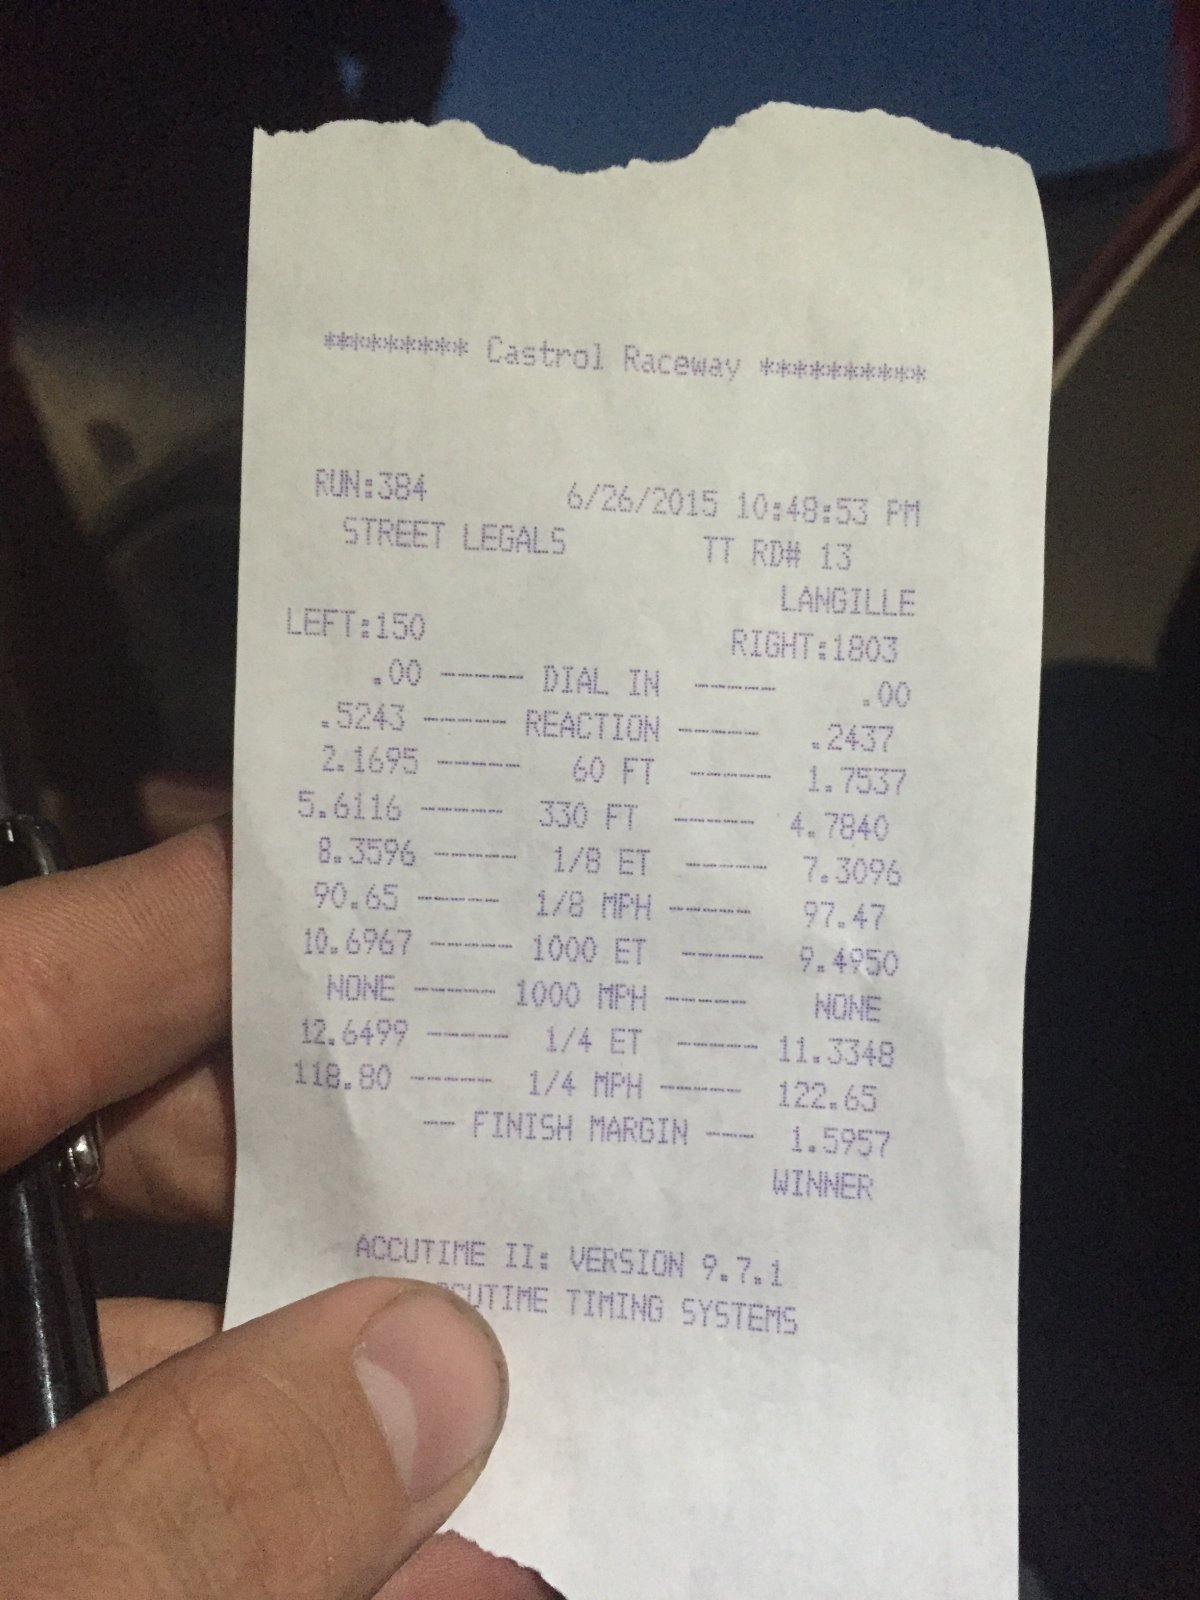 ********* Castrol Raceway **********
RUN:384 6/26/2015 10:48:53 PM
STREET LEGALS TT RD# 13
LANGILLE
LEFT:150 RIGHT:1803
.00 ----- DIAL IN ----- .00
.5243 ----- REACTION ----- .2437
2.1695 ----- 60 FT ----- 1.7537
5.6116 ----- 330 FT ----- 4.7840
8.3596 ----- 1/8 ET ----- 7.3096
90.65 ----- 1/8 MPH ----- 97.47
10.6967 ----- 1000 ET ----- 9.4950
NONE ----- 1000 MPH ----- NONE
12.6499 ----- 1/4 ET ----- 11.3348
118.80 ----- 1/4 MPH ----- 122.65
-- FINISH MARGIN --- 1.5957
WINNER
ACCUTIME II: VERSION 9.7.1
CUTIME TIMING SYSTEMS